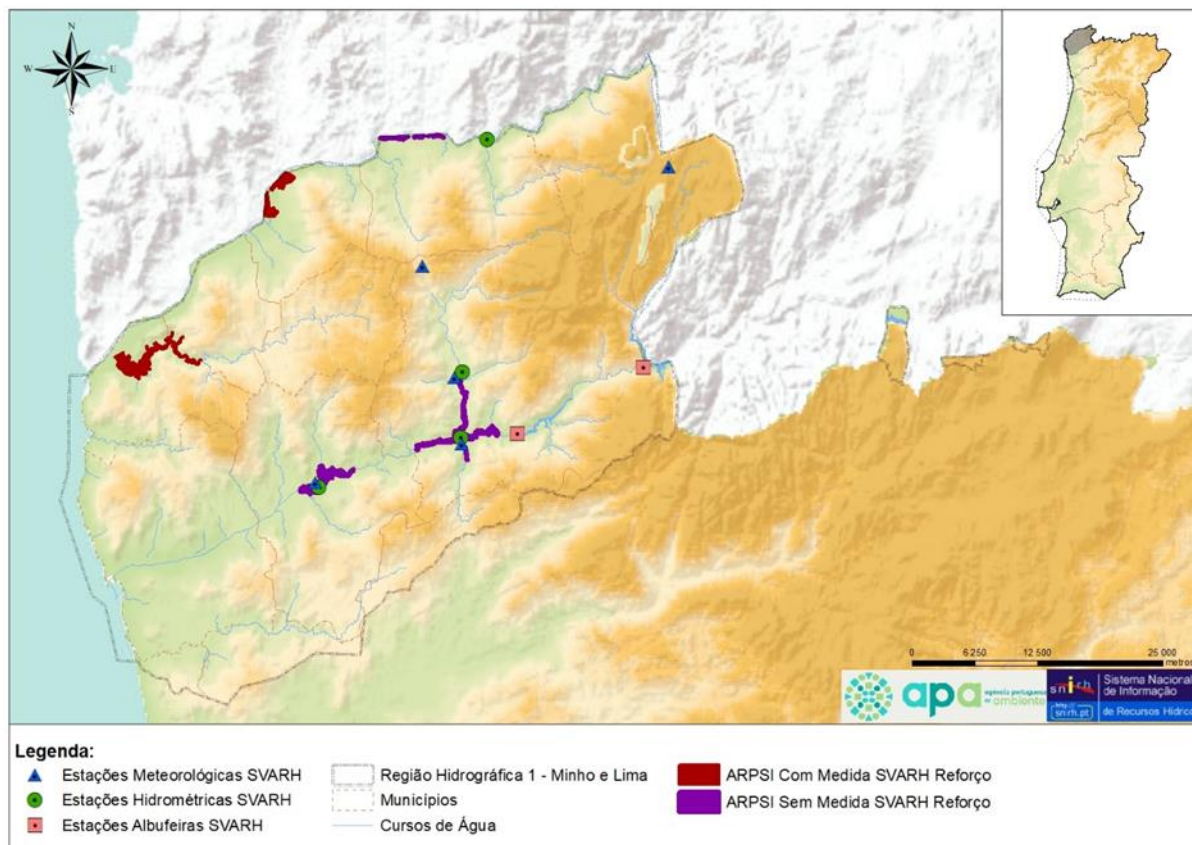 N
W E
S
0 6 250 12 500 25 000
metros
apa agência portuguesa do ambiente
snirh Sistema Nacional
de Informação
http://
snirh.pt de Recursos Hídricos
Legenda:
Estações Meteorológicas SVARH
Estações Hidrométricas SVARH
Estações Albufeiras SVARH
Região Hidrográfica 1 - Minho e Lima
Municípios
Cursos de Água
ARPSI Com Medida SVARH Reforço
ARPSI Sem Medida SVARH Reforço